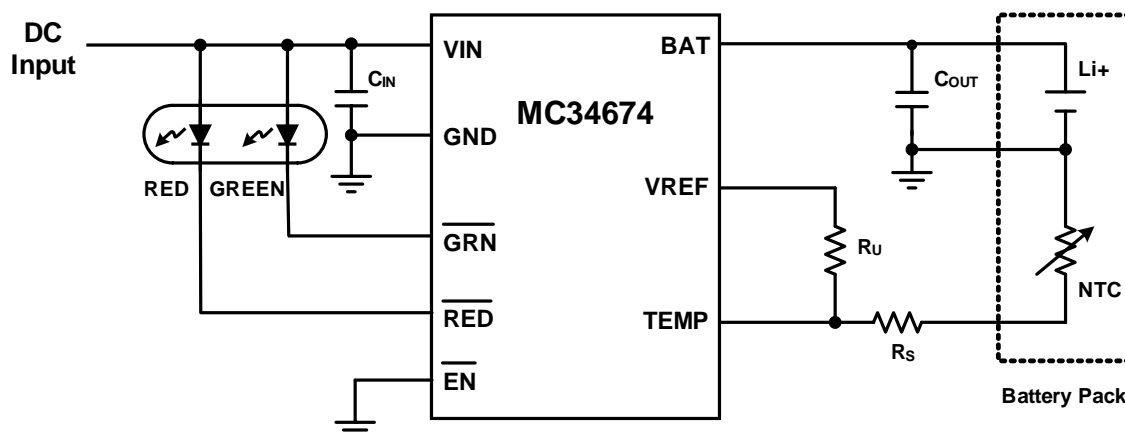 DC
Input
VIN
BAT
CIN
COUT
Li+
MC34674
GND
RED
GREEN
VREF
GRN
RU
NTC
RED
TEMP
RS
EN
Battery Pack